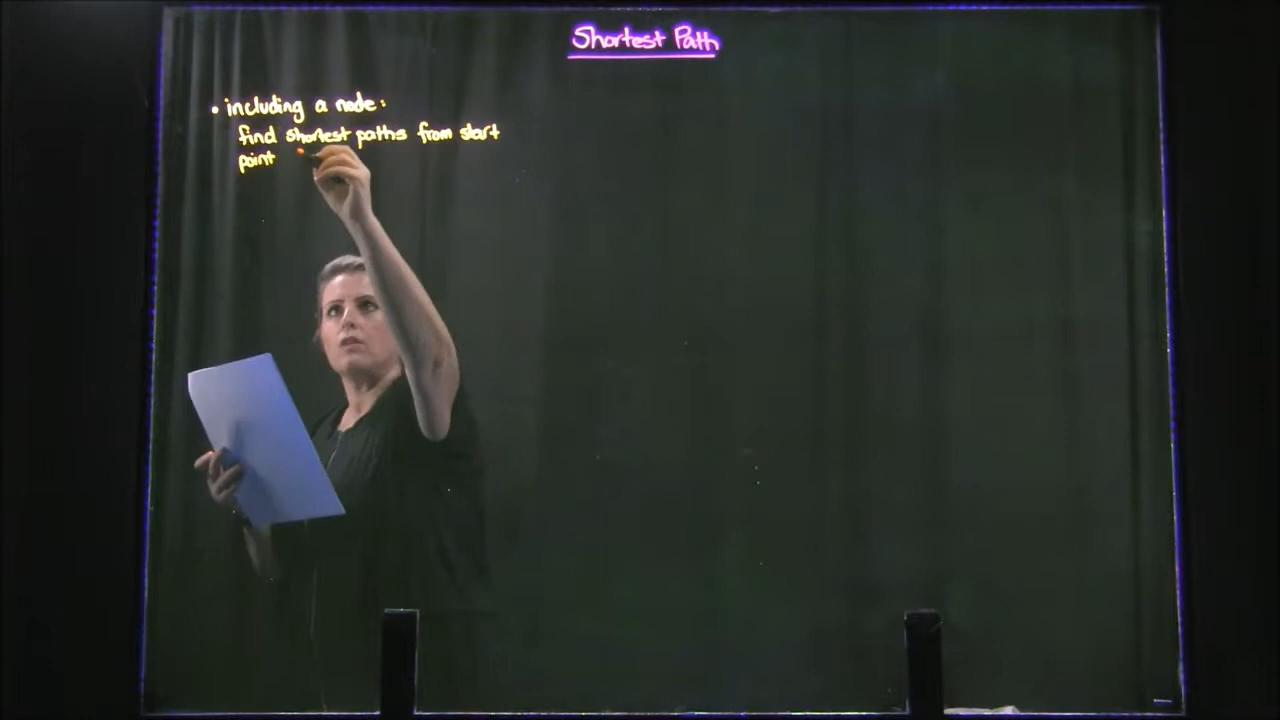 Shortest Path
• including a node:
find shortest paths from start
point